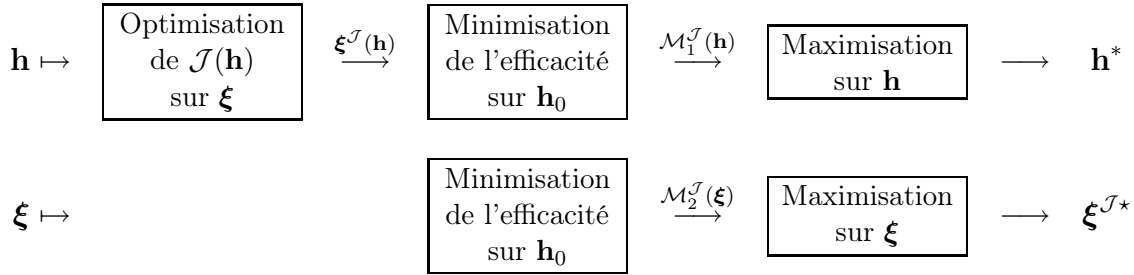 h ↦ Optimisation de 𝒥(h) sur ξ ⟶ ξ^𝒥(h) Minimisation de l'efficacité sur h₀ ⟶ ℳ₁^𝒥(h) Maximisation sur h ⟶ h*
ξ ↦ Minimisation de l'efficacité sur h₀ ⟶ ℳ₂^𝒥(ξ) Maximisation sur ξ ⟶ ξ^𝒥⋆